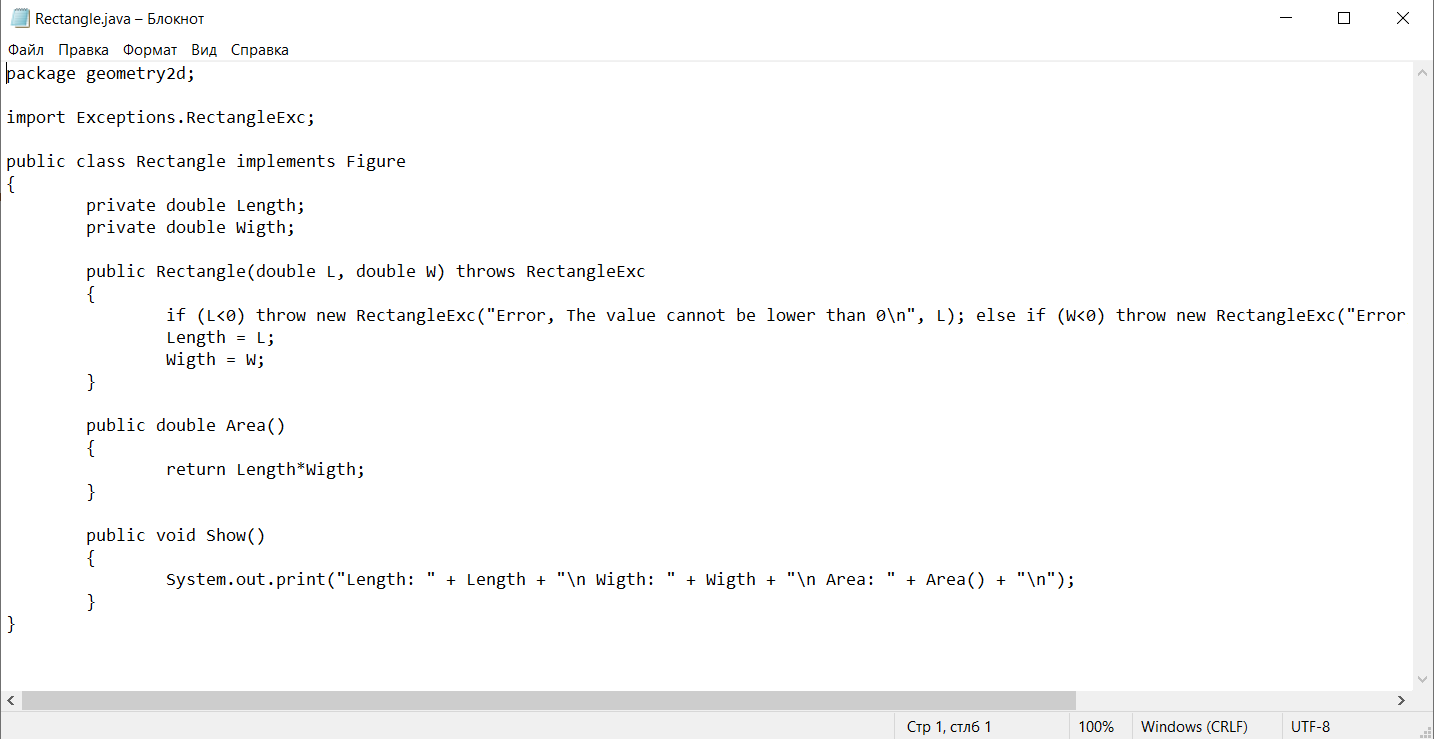 Rectangle.java – Блокнот
Файл Правка Формат Вид Справка
package geometry2d;
import Exceptions.RectangleExc;
public class Rectangle implements Figure
{
private double Length;
private double Wigth;
public Rectangle(double L, double W) throws RectangleExc
{
if (L<0) throw new RectangleExc("Error, The value cannot be lower than 0\n", L); else if (W<0) throw new RectangleExc("Error
Length = L;
Wigth = W;
}
public double Area()
{
return Length*Wigth;
}
public void Show()
{
System.out.print("Length: " + Length + "\n Wigth: " + Wigth + "\n Area: " + Area() + "\n");
}
}
Стр 1, стлб 1 100% Windows (CRLF) UTF-8